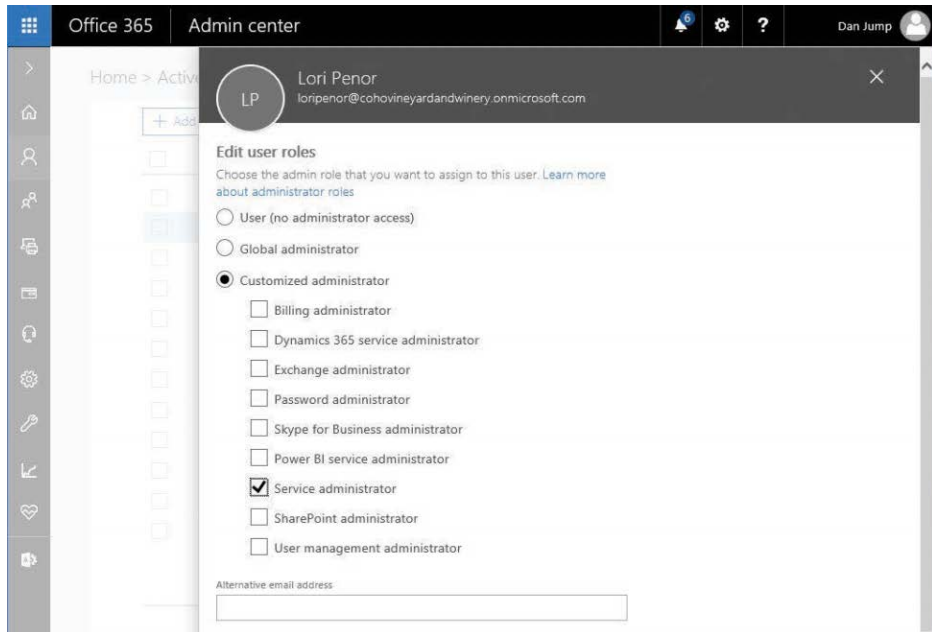 Office 365
Admin center
6
?
Dan Jump
Home > Active
+ Add
LP
Lori Penor
loripenor@cohovineyardandwinery.onmicrosoft.com
Edit user roles
Choose the admin role that you want to assign to this user. Learn more
about administrator roles
User (no administrator access)
Global administrator
Customized administrator
Billing administrator
Dynamics 365 service administrator
Exchange administrator
Password administrator
Skype for Business administrator
Power BI service administrator
Service administrator
SharePoint administrator
User management administrator
Alternative email address